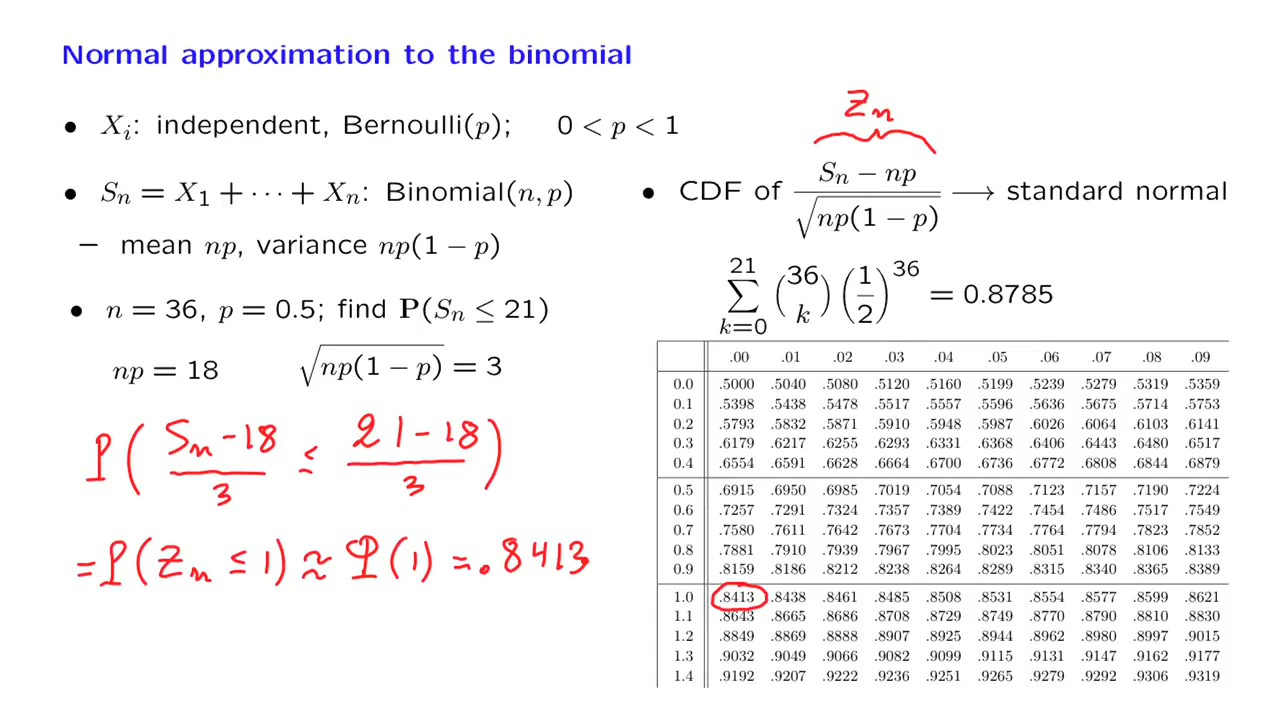 Normal approximation to the binomial
• Xᵢ: independent, Bernoulli(p); 0 < p < 1
• Sₙ = X₁ + ··· + Xₙ: Binomial(n, p)
– mean np, variance np(1 − p)
• n = 36, p = 0.5; find P(Sₙ ≤ 21)
np = 18 √(np(1 − p)) = 3
P( (Sₙ − 18)/3 ≤ (21 − 18)/3 )
= P(Zₙ ≤ 1) ≈ Φ(1) = .8413
Zₙ
• CDF of (Sₙ − np)/√(np(1 − p)) ⟶ standard normal
∑_{k=0}^{21} (36 k) (1/2)^36 = 0.8785
.00 .01 .02 .03 .04 .05 .06 .07 .08 .09
0.0 .5000 .5040 .5080 .5120 .5160 .5199 .5239 .5279 .5319 .5359
0.1 .5398 .5438 .5478 .5517 .5557 .5596 .5636 .5675 .5714 .5753
0.2 .5793 .5832 .5871 .5910 .5948 .5987 .6026 .6064 .6103 .6141
0.3 .6179 .6217 .6255 .6293 .6331 .6368 .6406 .6443 .6480 .6517
0.4 .6554 .6591 .6628 .6664 .6700 .6736 .6772 .6808 .6844 .6879
0.5 .6915 .6950 .6985 .7019 .7054 .7088 .7123 .7157 .7190 .7224
0.6 .7257 .7291 .7324 .7357 .7389 .7422 .7454 .7486 .7517 .7549
0.7 .7580 .7611 .7642 .7673 .7704 .7734 .7764 .7794 .7823 .7852
0.8 .7881 .7910 .7939 .7967 .7995 .8023 .8051 .8078 .8106 .8133
0.9 .8159 .8186 .8212 .8238 .8264 .8289 .8315 .8340 .8365 .8389
1.0 .8413 .8438 .8461 .8485 .8508 .8531 .8554 .8577 .8599 .8621
1.1 .8643 .8665 .8686 .8708 .8729 .8749 .8770 .8790 .8810 .8830
1.2 .8849 .8869 .8888 .8907 .8925 .8944 .8962 .8980 .8997 .9015
1.3 .9032 .9049 .9066 .9082 .9099 .9115 .9131 .9147 .9162 .9177
1.4 .9192 .9207 .9222 .9236 .9251 .9265 .9279 .9292 .9306 .9319